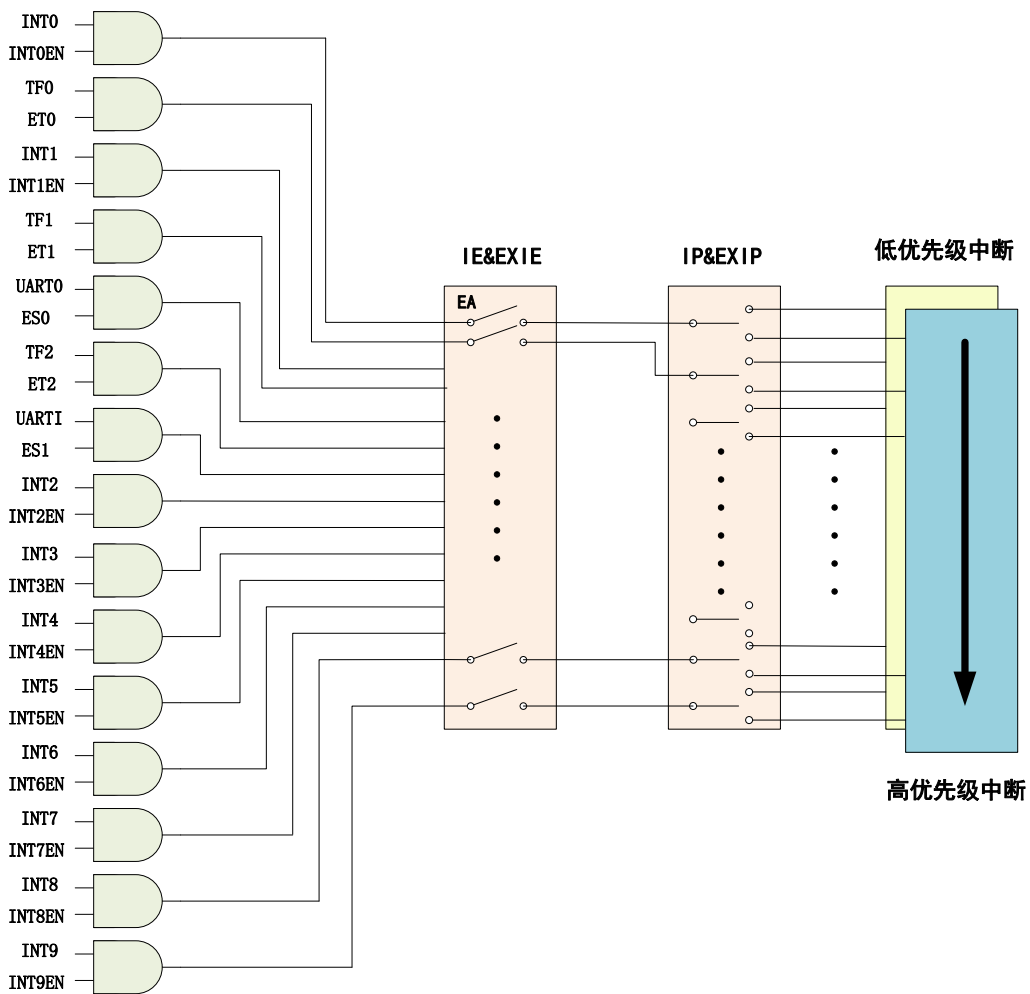 INT0
INT0EN
TF0
ET0
INT1
INT1EN
TF1
ET1
UART0
ES0
TF2
ET2
UARTI
ES1
INT2
INT2EN
INT3
INT3EN
INT4
INT4EN
INT5
INT5EN
INT6
INT6EN
INT7
INT7EN
INT8
INT8EN
INT9
INT9EN
IE&EXIE
EA
IP&EXIP
低优先级中断
高优先级中断